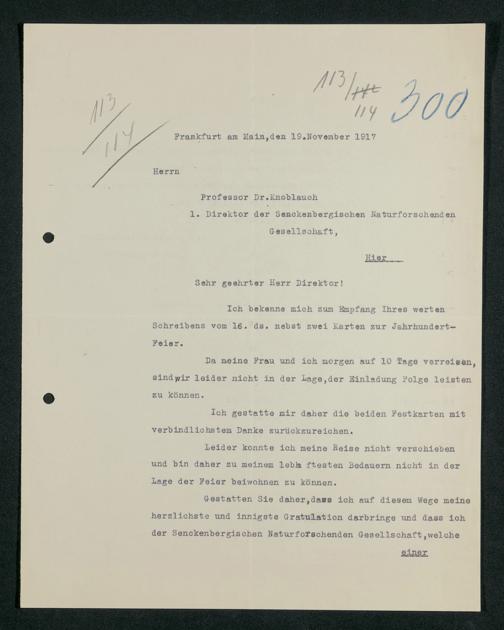 113/
114
113/
114
300
Frankfurt am Main,den 19.November 1917
Herrn
Professor Dr.Knoblauch
1. Direktor der Senckenbergischen Naturforschenden
Gesellschaft,
Hier
Sehr geehrter Herr Direktor!
Ich bekenne mich zum Empfang Ihres werten
Schreibens vom 16. ds. nebst zwei Karten zur Jahrhundert-
Feier.
Da meine Frau und ich morgen auf 10 Tage verreisen,
sind wir leider nicht in der Lage,der Einladung Folge leisten
zu können.
Ich gestatte mir daher die beiden Festkarten mit
verbindlichstem Danke zurückzureichen.
Leider konnte ich meine Reise nicht verschieben
und bin daher zu meinem lebh ftesten Bedauern nicht in der
Lage der Feier beiwohnen zu können.
Gestatten Sie daher,dass ich auf diesem Wege meine
herzlichste und innigste Gratulation darbringe und dass ich
der Senckenbergischen Naturforschenden Gesellschaft,welche
einer